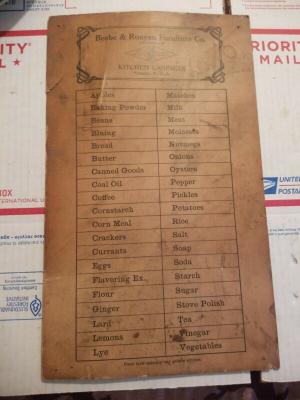 Beebe & Runyan Furniture Co.
KITCHEN CABINETS
Apples
Baking Powder
Beans
Bluing
Bread
Butter
Canned Goods
Coal Oil
Coffee
Cornstarch
Corn Meal
Crackers
Currants
Eggs
Flavoring Ex.,
Flour
Ginger
Lard
Lemons
Lye
Matches
Milk
Meat
Molasses
Nutmegs
Onions
Oysters
Pepper
Pickles
Potatoes
Rice
Salt
Soap
Soda
Starch
Sugar
Stove Polish
Tea
Vinegar
Vegetables
PRIORITY
MAIL
UNITED STATES
POSTAL SERVICE